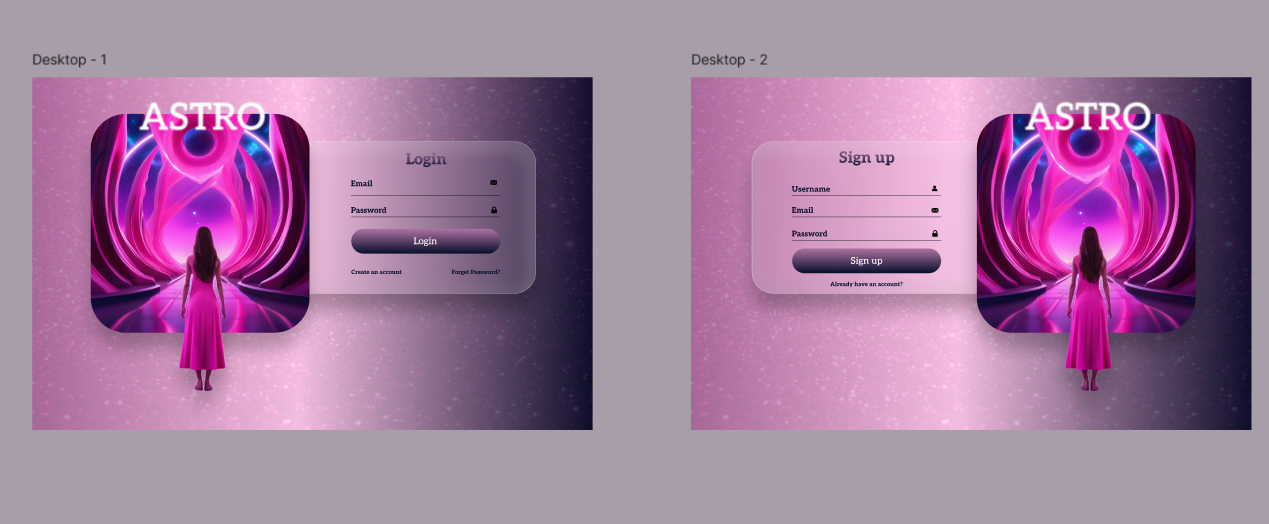 Desktop - 1
ASTRO
Login
Email
Password
Login
Create an account Forget Password?
Desktop - 2
ASTRO
Sign up
Username
Email
Password
Sign up
Already have an account?